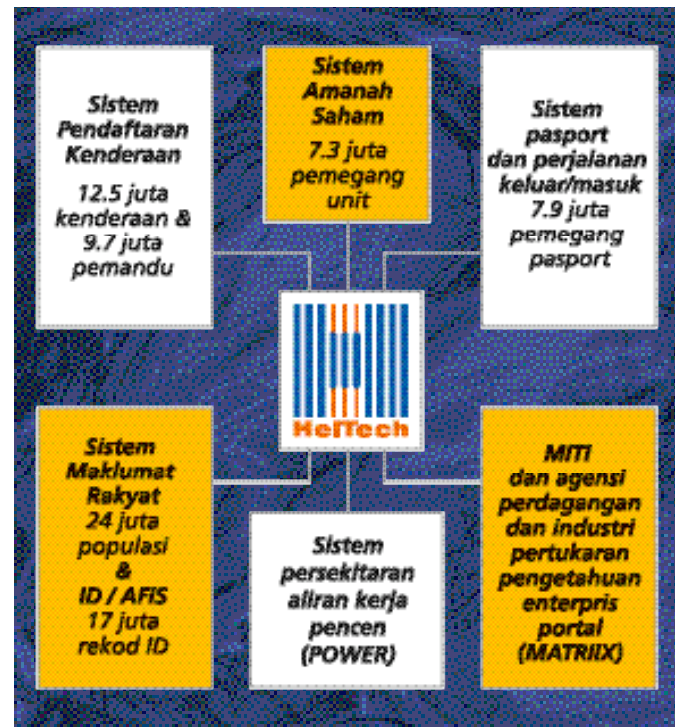 Sistem
Pendaftaran
Kenderaan
12.5 juta
kenderaan &
9.7 juta
pemandu
Sistem
Amanah
Saham
7.3 juta
pemegang
unit
Sistem
pasport
dan perjalanan
keluar/masuk
7.9 juta
pemegang
pasport
HeiTech
Sistem
Maklumat
Rakyat
24 juta
populasi
&
ID / AFIS
17 juta
rekod ID
Sistem
persekitaran
aliran kerja
pencen
(POWER)
MITI
dan agensi
perdagangan
dan industri
pertukaran
pengetahuan
enterpris
portal
(MATRIIX)